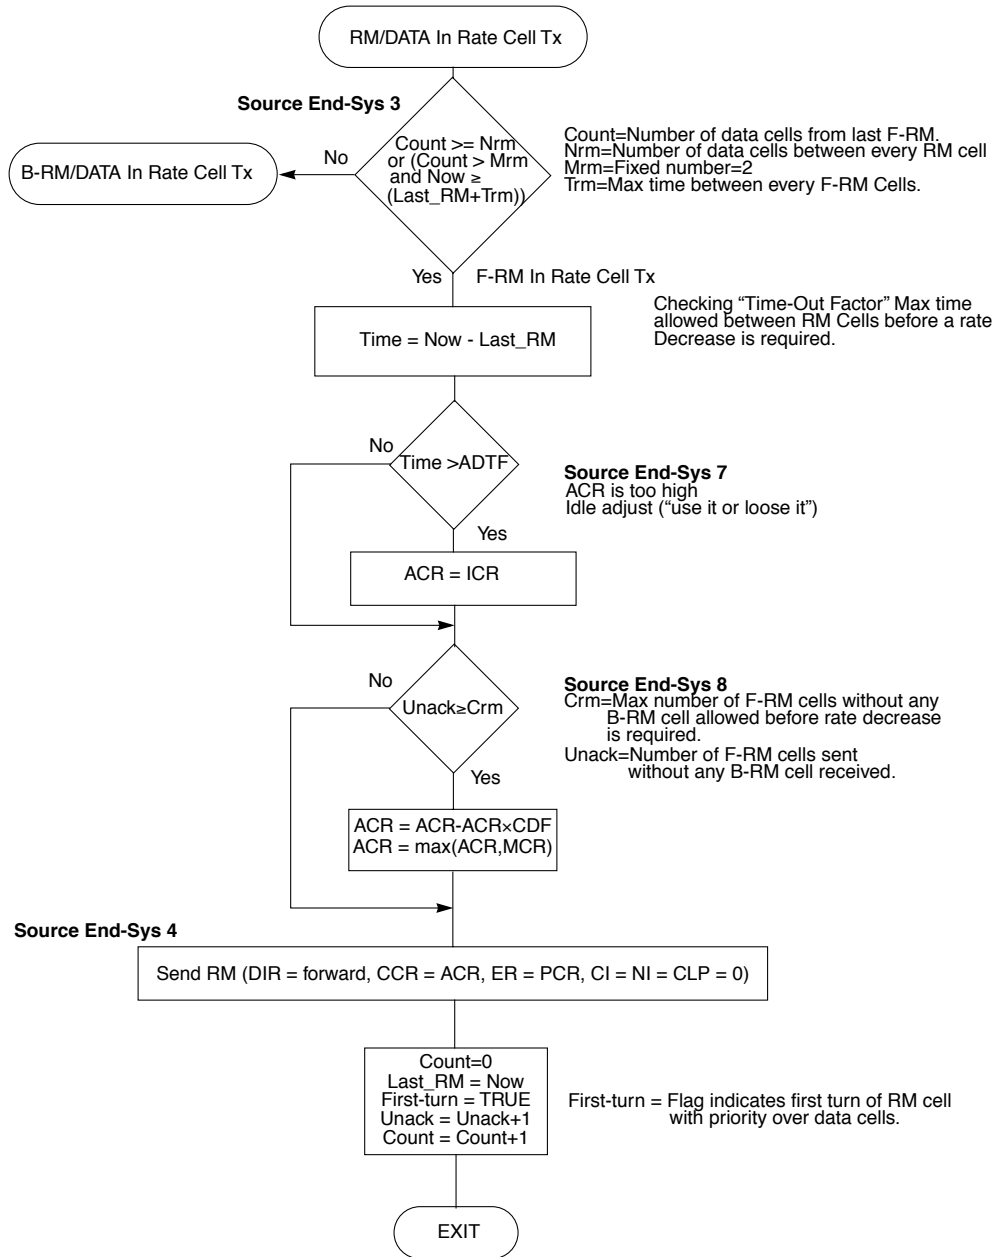 RM/DATA In Rate Cell Tx
Source End-Sys 3
Count >= Nrm
or (Count > Mrm
and Now ≥
(Last_RM+Trm))
No
B-RM/DATA In Rate Cell Tx
Count=Number of data cells from last F-RM.
Nrm=Number of data cells between every RM cell
Mrm=Fixed number=2
Trm=Max time between every F-RM Cells.
Yes
F-RM In Rate Cell Tx
Checking “Time-Out Factor” Max time
allowed between RM Cells before a rate
Decrease is required.
Time = Now - Last_RM
No
Time >ADTF
Source End-Sys 7
ACR is too high
Idle adjust (“use it or loose it”)
Yes
ACR = ICR
No
Unack≥Crm
Source End-Sys 8
Crm=Max number of F-RM cells without any
B-RM cell allowed before rate decrease
is required.
Unack=Number of F-RM cells sent
without any B-RM cell received.
Yes
ACR = ACR-ACR×CDF
ACR = max(ACR,MCR)
Source End-Sys 4
Send RM (DIR = forward, CCR = ACR, ER = PCR, CI = NI = CLP = 0)
Count=0
Last_RM = Now
First-turn = TRUE
Unack = Unack+1
Count = Count+1
First-turn = Flag indicates first turn of RM cell
with priority over data cells.
EXIT